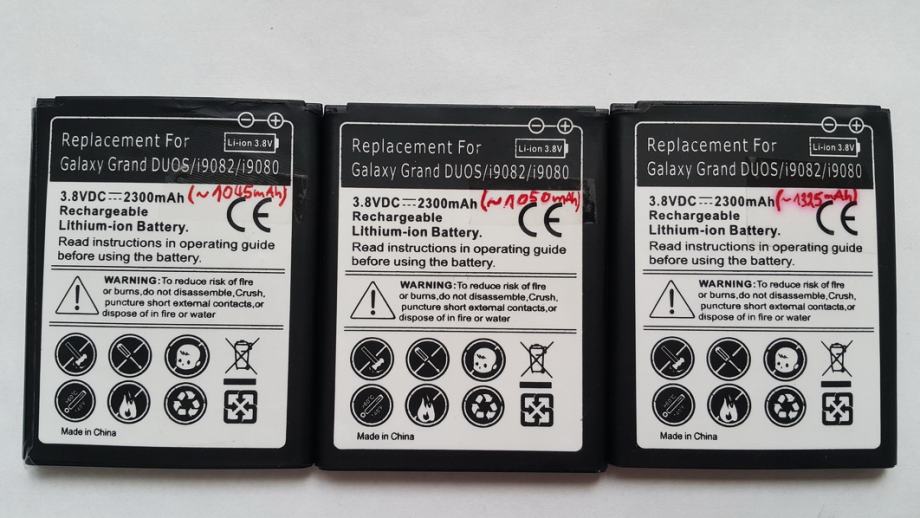 Replacement For
Li-ion 3.8V
Galaxy Grand DUOS/i9082/i9080
3.8VDC⎓2300mAh (~1045mAh)
Rechargeable
Lithium-ion Battery.
CE
Read instructions in operating guide
before using the battery.
WARNING:To reduce risk of fire
or burns,do not disassemble,Crush,
puncture short external contacts,or
dispose of in fire or water
Made in China
Replacement For
Li-ion 3.8V
Galaxy Grand DUOS/i9082/i9080
3.8VDC⎓2300mAh (~1050mAh)
Rechargeable
Lithium-ion Battery.
CE
Read instructions in operating guide
before using the battery.
WARNING:To reduce risk of fire
or burns,do not disassemble,Crush,
puncture short external contacts,or
dispose of in fire or water
Made in China
Replacement For
Li-ion 3.8V
Galaxy Grand DUOS/i9082/i9080
3.8VDC⎓2300mAh (~1325mAh)
Rechargeable
Lithium-ion Battery.
CE
Read instructions in operating guide
before using the battery.
WARNING:To reduce risk of fire
or burns,do not disassemble,Crush,
puncture short external contacts,or
dispose of in fire or water
Made in China